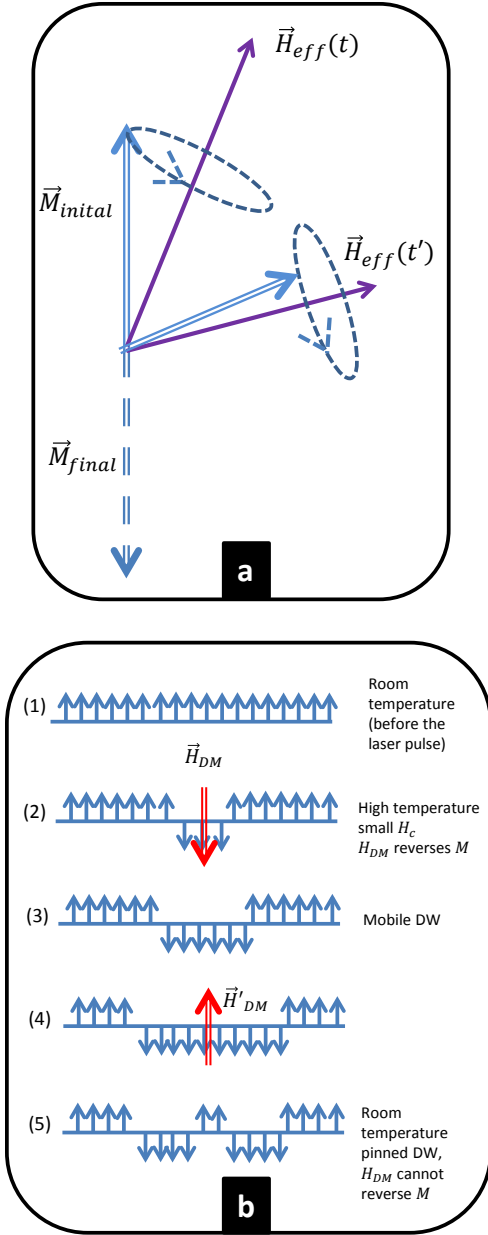 H⃗eff(t)
M⃗inital
H⃗eff(t′)
M⃗final
a
(1)
Room
temperature
(before the
laser pulse)
H⃗DM
(2)
High temperature
small Hc
HDM reverses M
(3)
Mobile DW
(4)
H⃗′DM
(5)
Room
temperature
pinned DW,
HDM cannot
reverse M
b